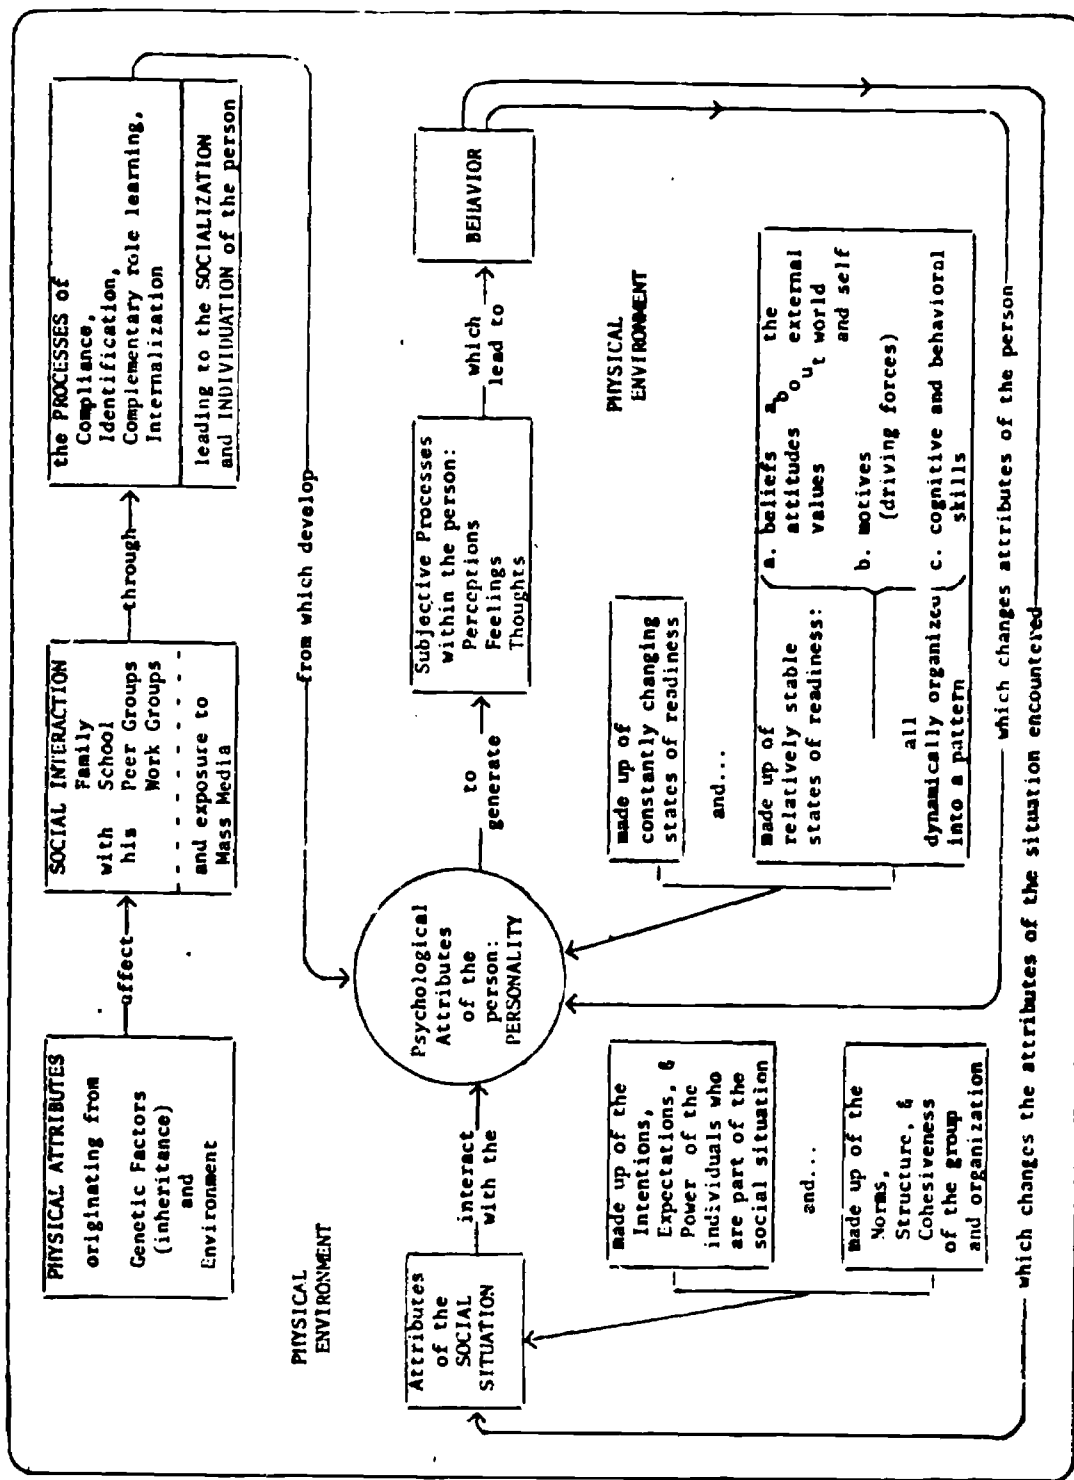 PHYSICAL ATTRIBUTES
originating from
Genetic Factors
(inheritance)
and
Environment
affect
SOCIAL INTERACTION
Family
with School
his Peer Groups
Work Groups
and exposure to
Mass Media
through
the PROCESSES of
Compliance,
Identification,
Complementary role learning,
Internalization
leading to the SOCIALIZATION
and INDIVIDUATION of the person
from which develop
PHYSICAL
ENVIRONMENT
Attributes
of the
SOCIAL
SITUATION
interact
with the
Psychological
Attributes
of the
person:
PERSONALITY
to
generate
Subjective Processes
within the person:
Perceptions
Feelings
Thoughts
which
lead to
BEHAVIOR
PHYSICAL
ENVIRONMENT
made up of the
Intentions,
Expectations, &
Power of the
individuals who
are part of the
social situation
and...
made up of the
Norms,
Structure, &
Cohesiveness
of the group
and organization
made up of
constantly changing
states of readiness
and...
made up of
relatively stable
states of readiness:
a. beliefs about the
attitudes external
values world
and self
b. motives
(driving forces)
c. cognitive and behavioral
skills
all
dynamically organized
into a pattern
which changes attributes of the person
which changes the attributes of the situation encountered